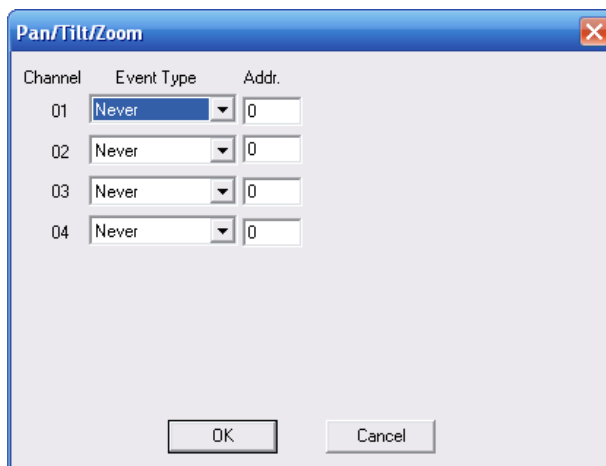 Pan/Tilt/Zoom
Channel Event Type Addr.
01 Never 0
02 Never 0
03 Never 0
04 Never 0
OK Cancel